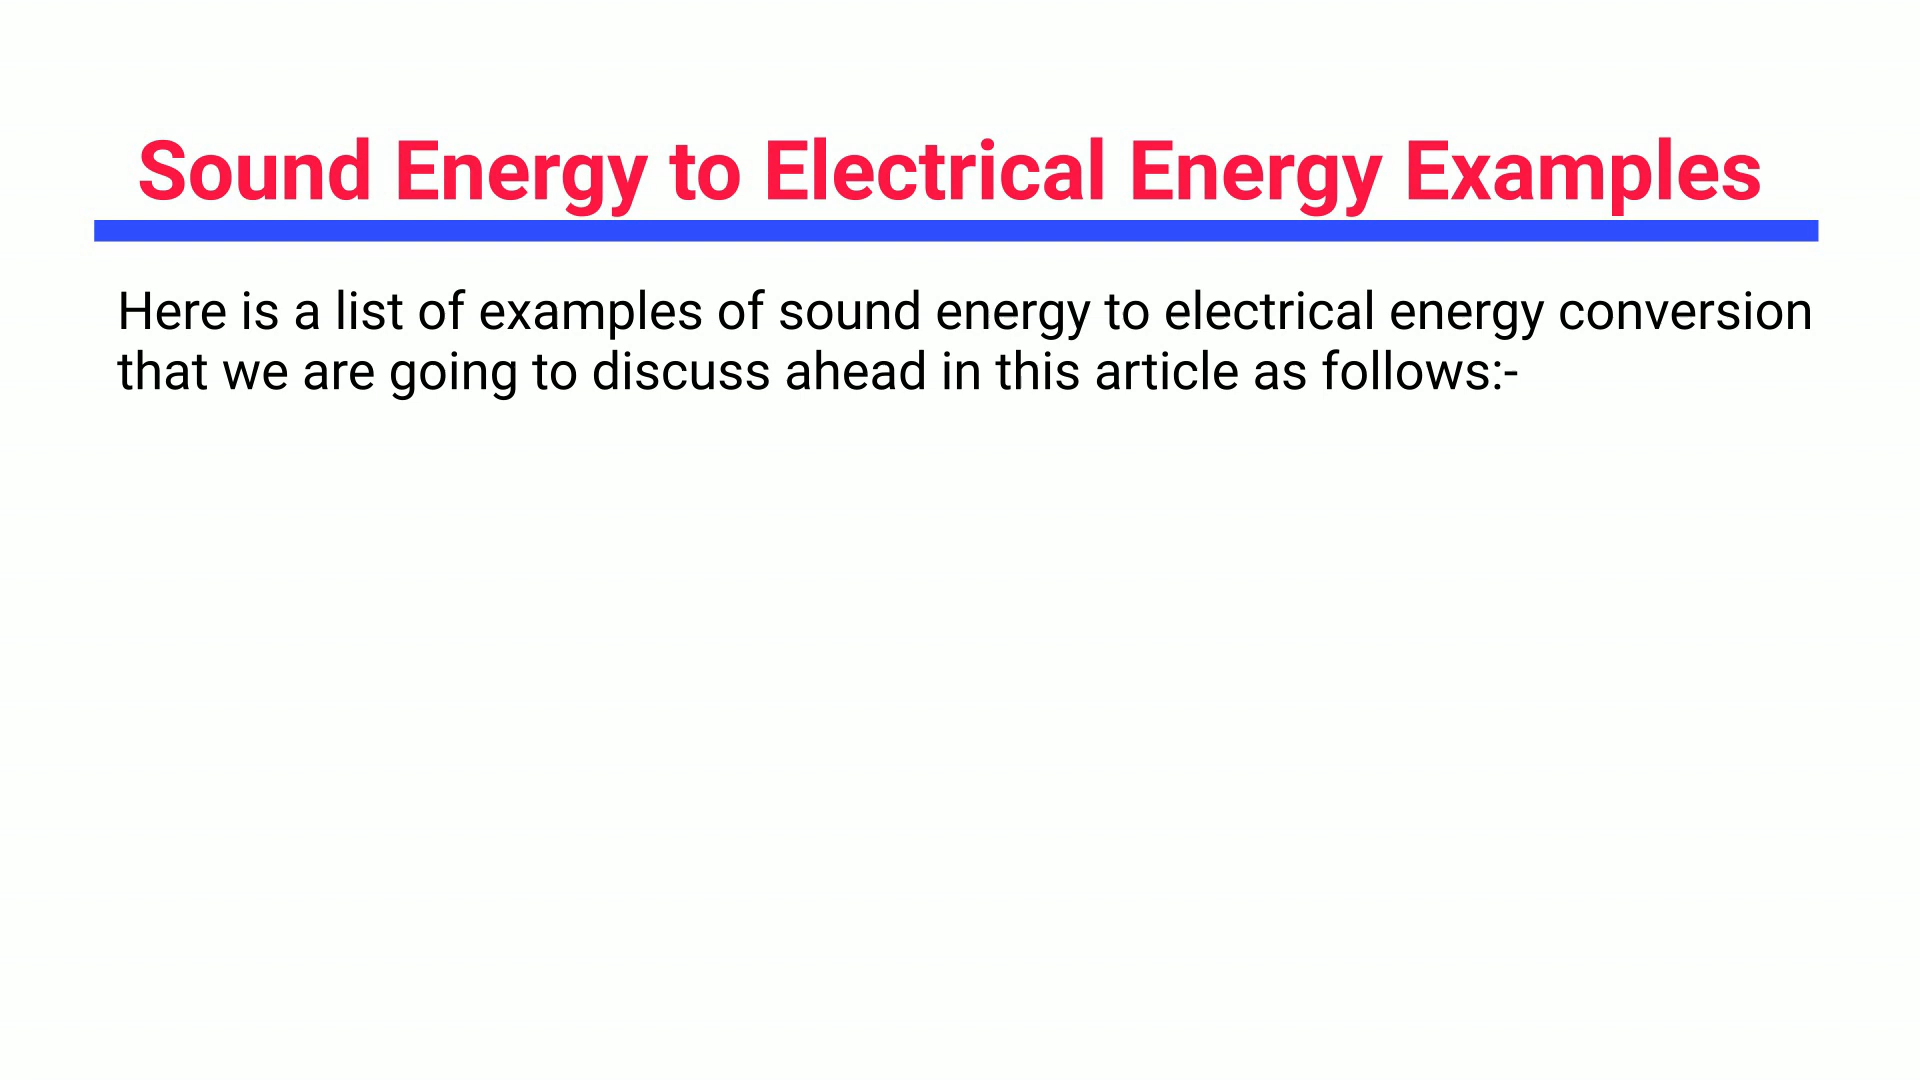 Sound Energy to Electrical Energy Examples
Here is a list of examples of sound energy to electrical energy conversion
that we are going to discuss ahead in this article as follows:-